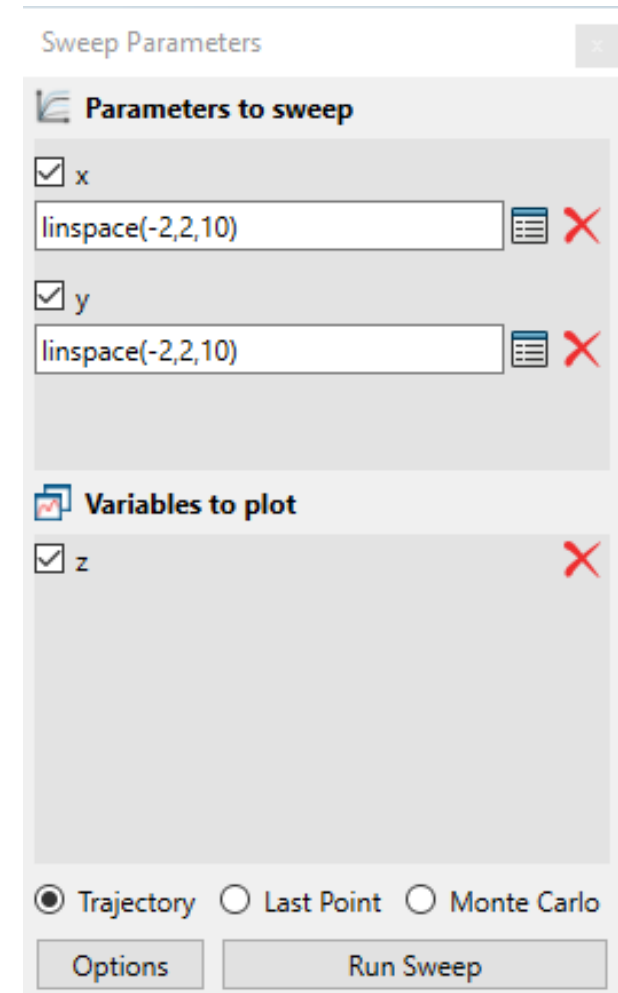 Sweep Parameters x
Parameters to sweep
x
linspace(-2,2,10)
y
linspace(-2,2,10)
Variables to plot
z
Trajectory Last Point Monte Carlo
Options Run Sweep